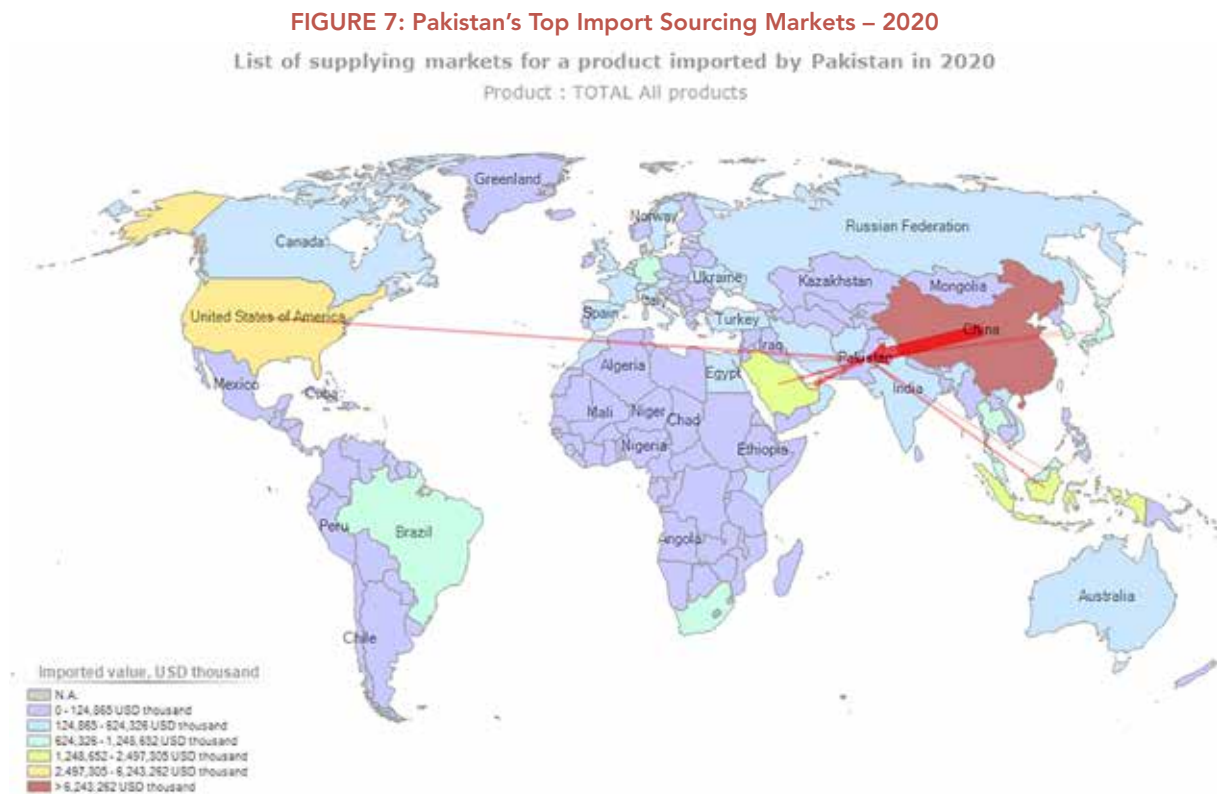 FIGURE 7: Pakistan’s Top Import Sourcing Markets – 2020
List of supplying markets for a product imported by Pakistan in 2020
Product : TOTAL All products
Greenland
Norway
Russian Federation
Canada
Ukraine
Kazakhstan
Mongolia
Italy
Spain
Turkey
United States of America
China
Iraq
Pakistan
Algeria
Egypt
India
Mexico
Cuba
Mali
Niger
Chad
Nigeria
Ethiopia
Peru
Brazil
Angola
Australia
Chile
Imported value, USD thousand
N.A.
0 - 124,865 USD thousand
124,865 - 624,326 USD thousand
624,326 - 1,248,652 USD thousand
1,248,652 - 2,497,305 USD thousand
2,497,305 - 6,243,262 USD thousand
> 6,243,262 USD thousand